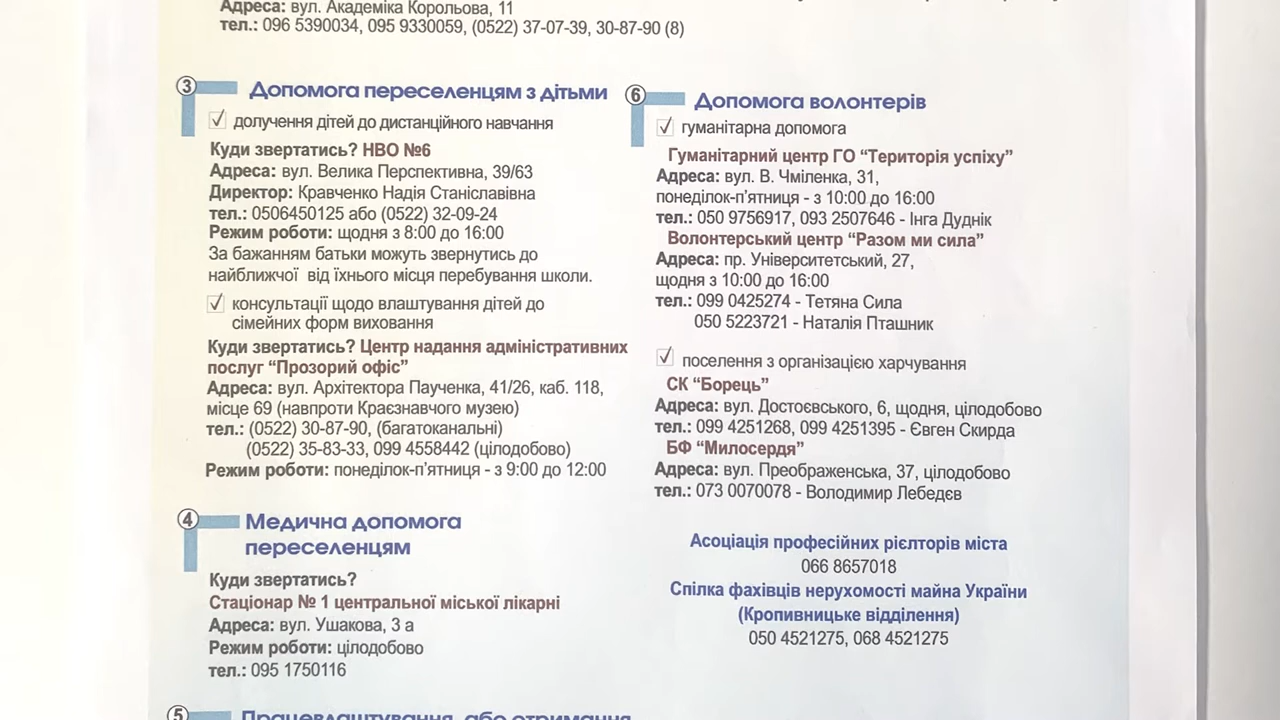 Адреса: вул. Академіка Корольова, 11
тел.: 096 5390034, 095 9330059, (0522) 37-07-39, 30-87-90 (8)
3 Допомога переселенцям з дітьми
долучення дітей до дистанційного навчання
Куди звертатись? НВО №6
Адреса: вул. Велика Перспективна, 39/63
Директор: Кравченко Надія Станіславівна
тел.: 0506450125 або (0522) 32-09-24
Режим роботи: щодня з 8:00 до 16:00
За бажанням батьки можуть звернутись до
найближчої від їхнього місця перебування школи.
консультації щодо влаштування дітей до
сімейних форм виховання
Куди звертатись? Центр надання адміністративних
послуг “Прозорий офіс”
Адреса: вул. Архітектора Паученка, 41/26, каб. 118,
місце 69 (навпроти Краєзнавчого музею)
тел.: (0522) 30-87-90, (багатоканальні)
(0522) 35-83-33, 099 4558442 (цілодобово)
Режим роботи: понеділок-п’ятниця - з 9:00 до 12:00
4 Медична допомога
переселенцям
Куди звертатись?
Стаціонар № 1 центральної міської лікарні
Адреса: вул. Ушакова, 3 а
Режим роботи: цілодобово
тел.: 095 1750116
5 Працевлаштування, або отримання
6 Допомога волонтерів
гуманітарна допомога
Гуманітарний центр ГО “Територія успіху”
Адреса: вул. В. Чміленка, 31,
понеділок-п’ятниця - з 10:00 до 16:00
тел.: 050 9756917, 093 2507646 - Інга Дуднік
Волонтерський центр “Разом ми сила”
Адреса: пр. Університетський, 27,
щодня з 10:00 до 16:00
тел.: 099 0425274 - Тетяна Сила
050 5223721 - Наталія Пташник
поселення з організацією харчування
СК “Борець”
Адреса: вул. Достоєвського, 6, щодня, цілодобово
тел.: 099 4251268, 099 4251395 - Євген Скирда
БФ “Милосердя”
Адреса: вул. Преображенська, 37, цілодобово
тел.: 073 0070078 - Володимир Лебедєв
Асоціація професійних рієлторів міста
066 8657018
Спілка фахівців нерухомості майна України
(Кропивницьке відділення)
050 4521275, 068 4521275